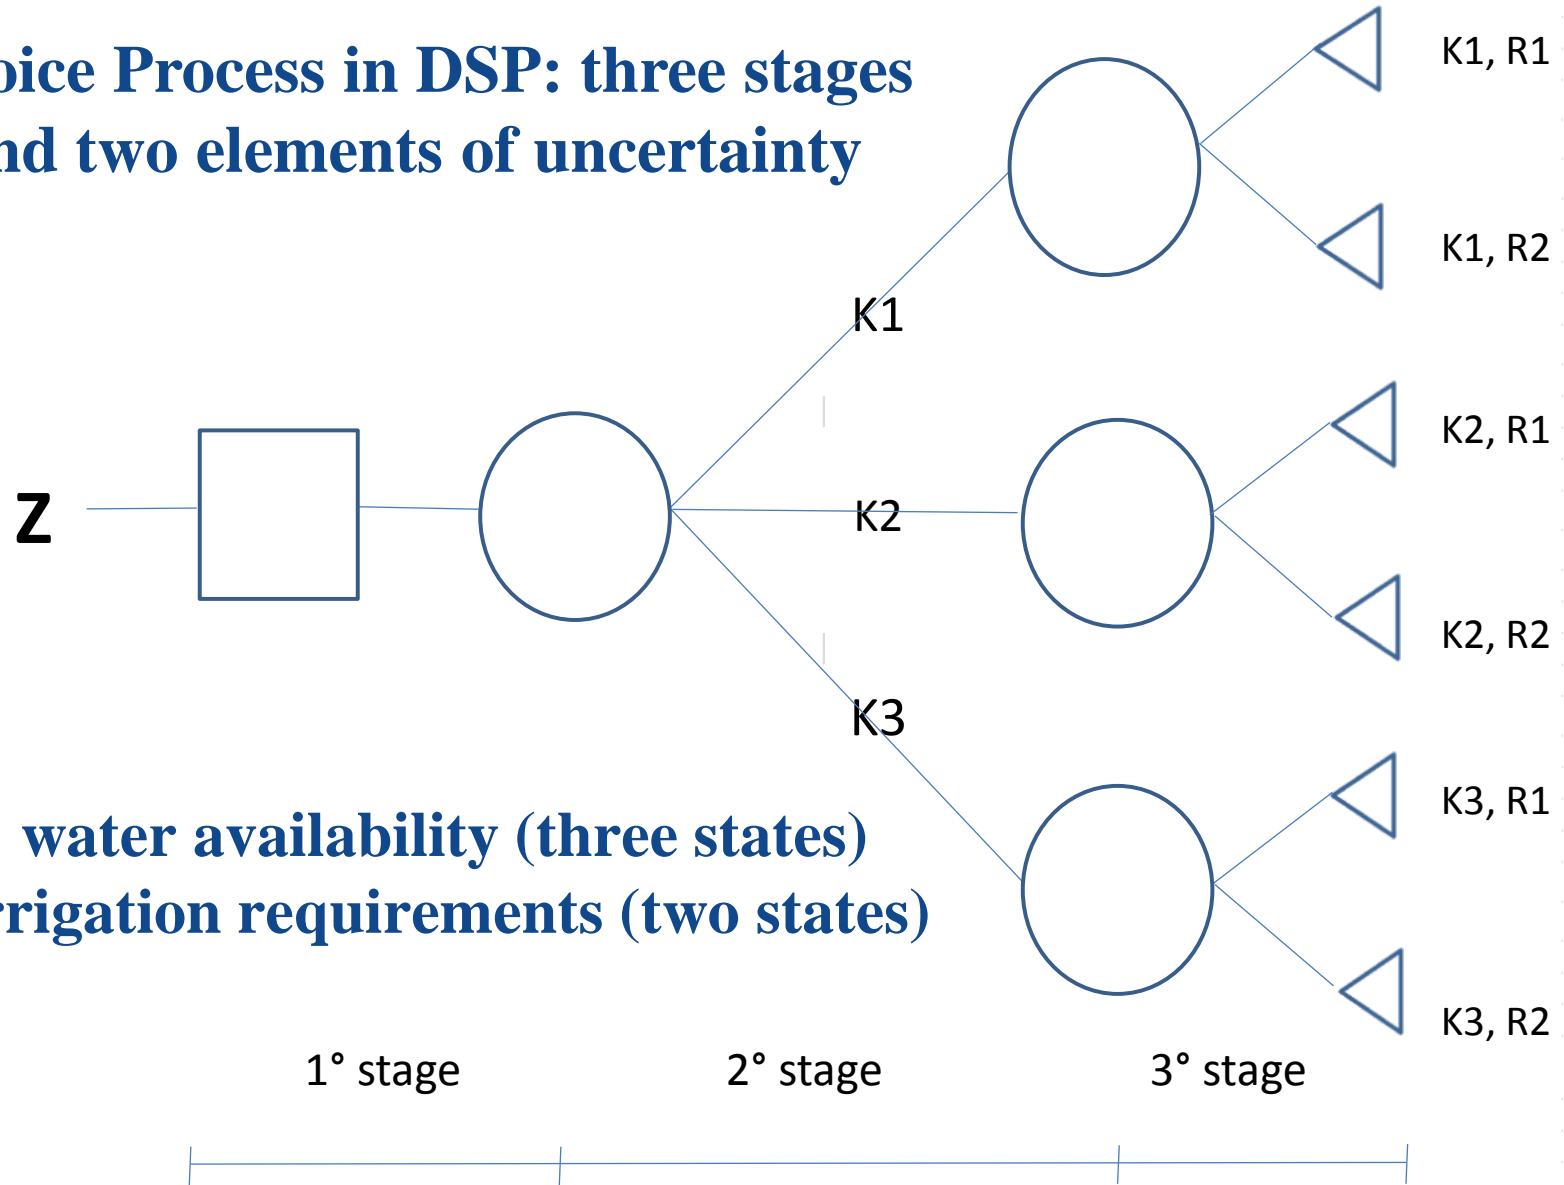 oice Process in DSP: three stages
nd two elements of uncertainty
K1, R1
K1, R2
K1
K2, R1
Z
K2
K2, R2
K3
K3, R1
water availability (three states)
rrigation requirements (two states)
K3, R2
1° stage
2° stage
3° stage